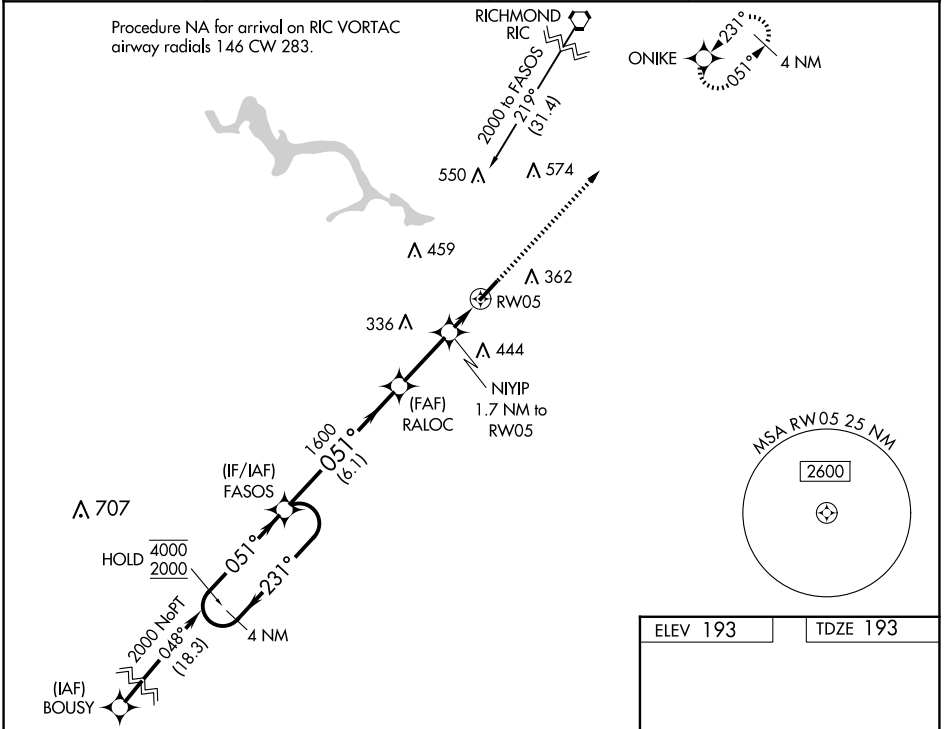 Procedure NA for arrival on RIC VORTAC
airway radials 146 CW 283.
RICHMOND
RIC
2000 to FASOS
219°
(31.4)
ONIKE
231°
051°
4 NM
550
574
459
362
RW05
336
444
NIYIP
1.7 NM to
RW05
(FAF)
RALOC
1600
051°
(6.1)
(IF/IAF)
FASOS
707
HOLD
4000
2000
051°
231°
4 NM
2000 NoPT
048°
(18.3)
(IAF)
BOUSY
MSA RW05 25 NM
2600
ELEV 193
TDZE 193